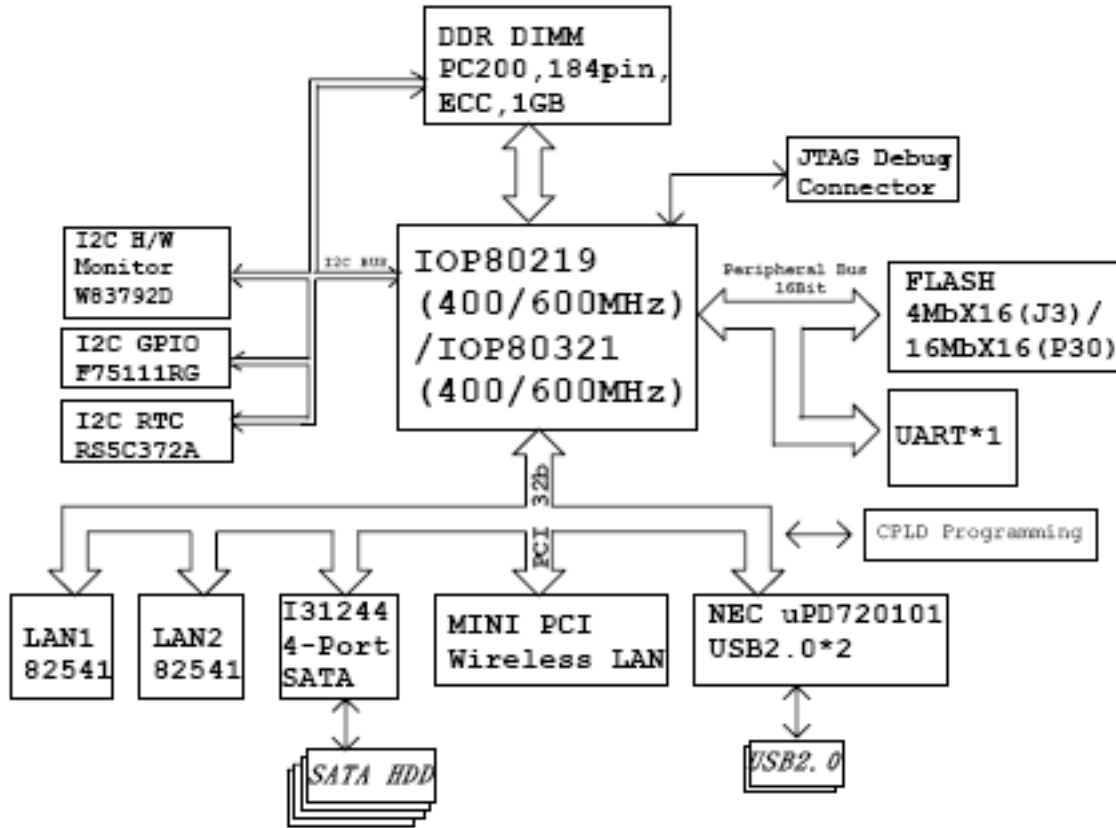 DDR DIMM
PC200,184pin,
ECC,1GB
JTAG Debug
Connector
I2C H/W
Monitor
W83792D
I2C BUS
IOP80219
(400/600MHz)
/IOP80321
(400/600MHz)
Peripheral Bus
16Bit
FLASH
4MbX16(J3)/
16MbX16(P30)
I2C GPIO
F75111RG
I2C RTC
RS5C372A
UART*1
PCI 32b
CPLD Programming
LAN1
82541
LAN2
82541
I31244
4-Port
SATA
MINI PCI
Wireless LAN
NEC uPD720101
USB2.0*2
SATA HDD
USB2.0